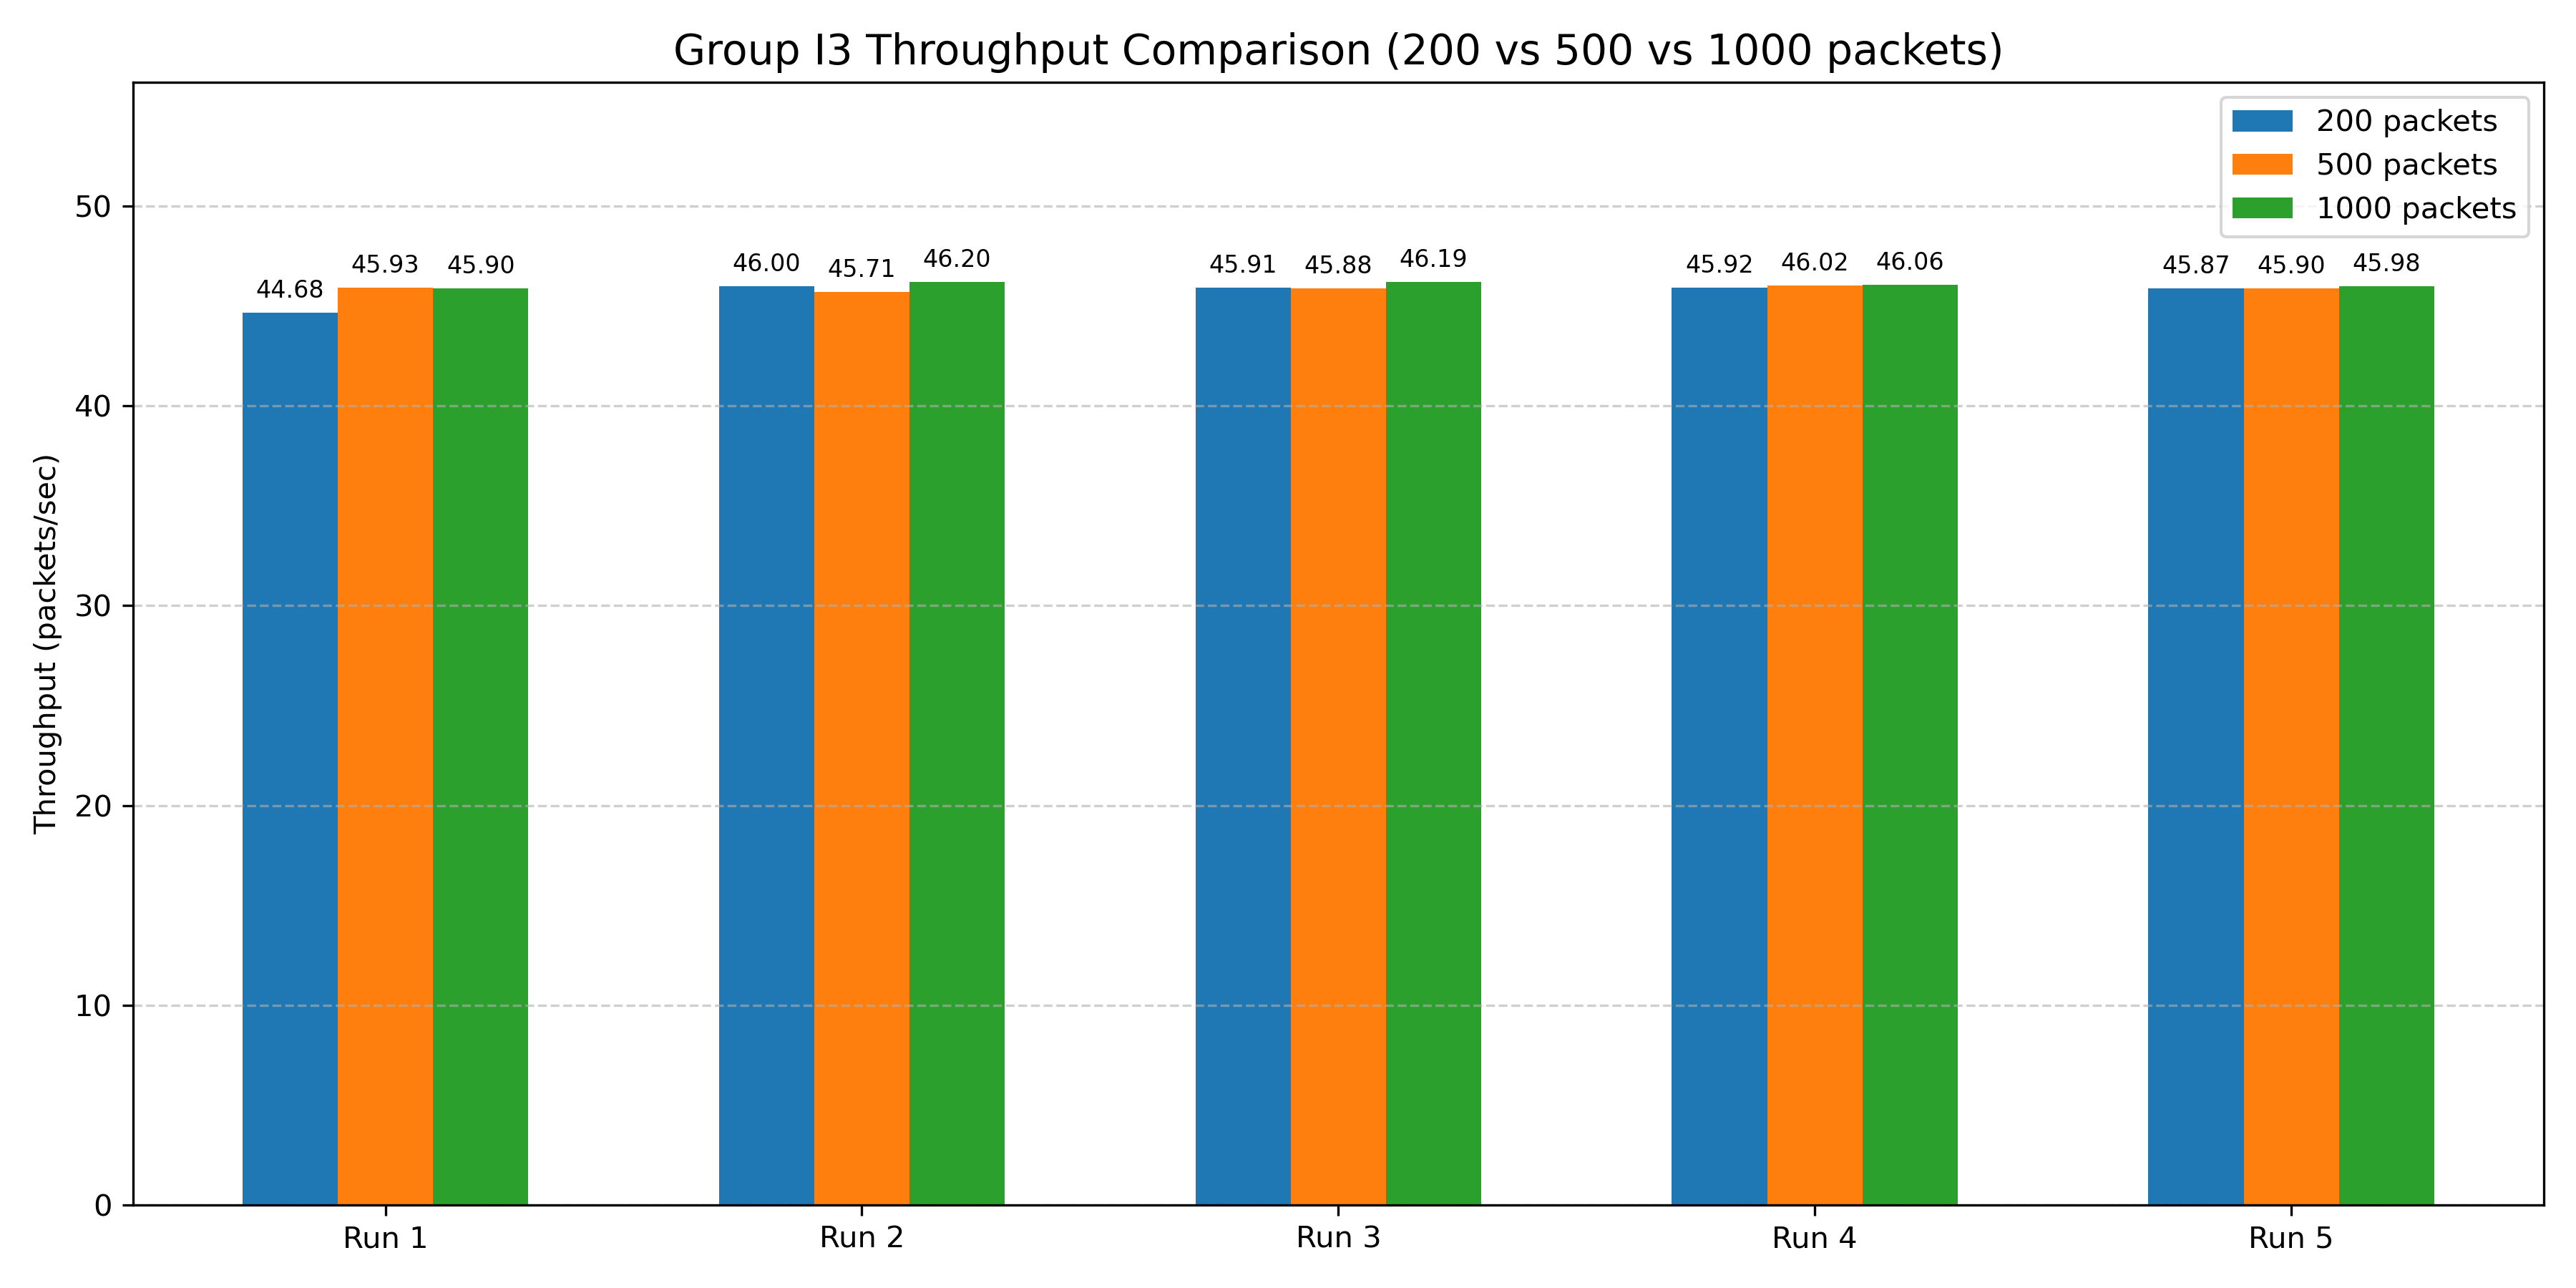 Group I3 Throughput Comparison (200 vs 500 vs 1000 packets)
200 packets
500 packets
1000 packets
Throughput (packets/sec)
50
40
30
20
10
0
44.68 45.93 45.90
46.00 45.71 46.20
45.91 45.88 46.19
45.92 46.02 46.06
45.87 45.90 45.98
Run 1 Run 2 Run 3 Run 4 Run 5